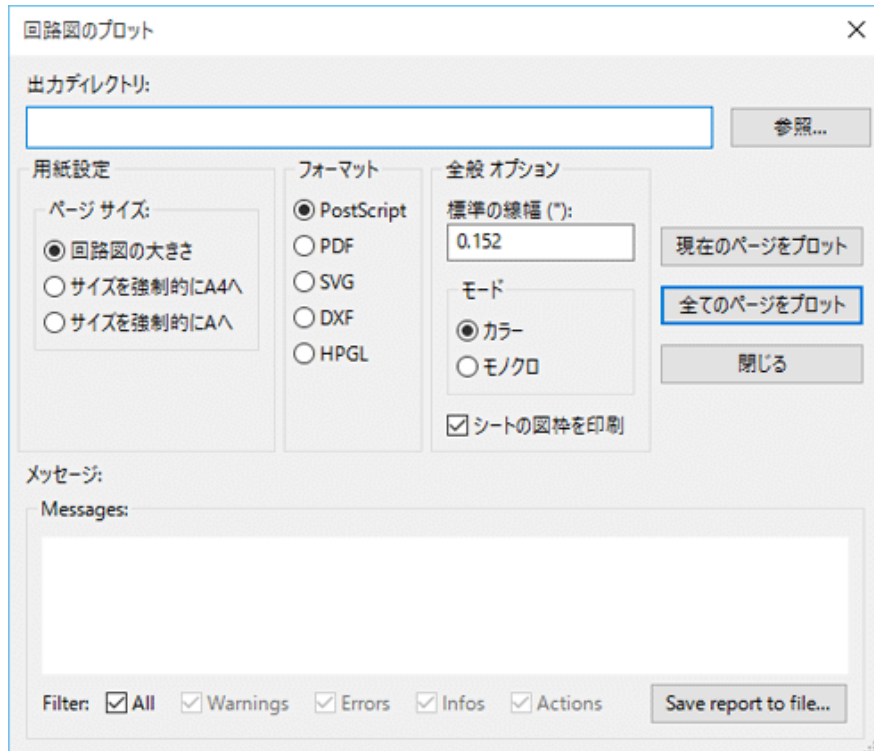 回路図のプロット
出力ディレクトリ:
参照...
用紙設定
ページ サイズ:
回路図の大きさ
サイズを強制的にA4へ
サイズを強制的にAへ
フォーマット
PostScript
PDF
SVG
DXF
HPGL
全般 オプション
標準の線幅 ("):
0.152
モード
カラー
モノクロ
シートの図枠を印刷
現在のページをプロット
全てのページをプロット
閉じる
メッセージ:
Messages:
Filter: All Warnings Errors Infos Actions Save report to file...